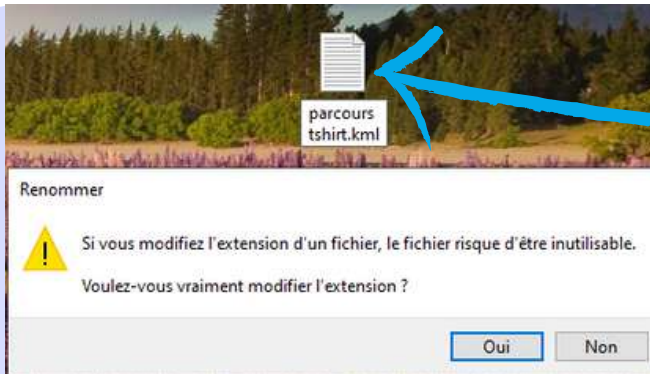 parcours
tshirt.kml
Renommer
Si vous modifiez l'extension d'un fichier, le fichier risque d'être inutilisable.
Voulez-vous vraiment modifier l'extension ?
Oui
Non